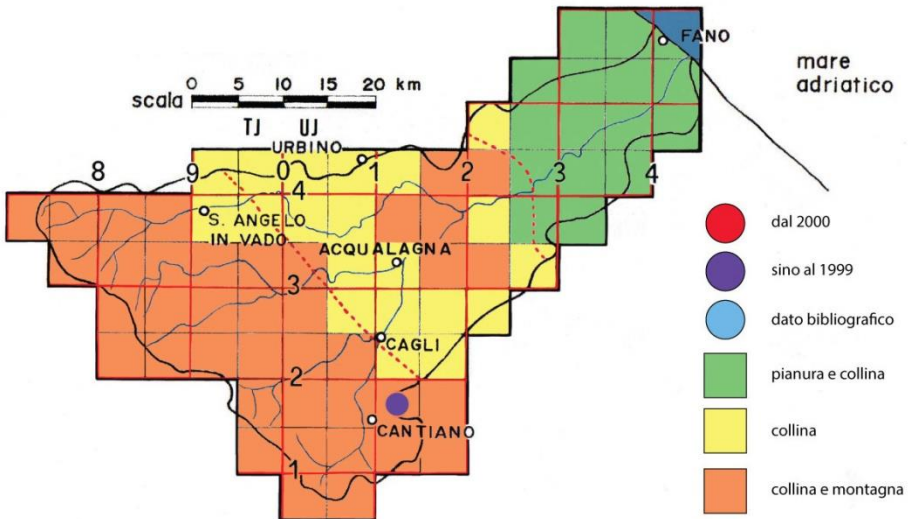 FANO
mare
adriatico
0 5 10 15 20 km
scala
TJ UJ
URBINO
8 9 0 1 2 3 4
4
S. ANGELO
IN VADO
ACQUALAGNA
3
CAGLI
2
CANTIANO
1
dal 2000
sino al 1999
dato bibliografico
pianura e collina
collina
collina e montagna